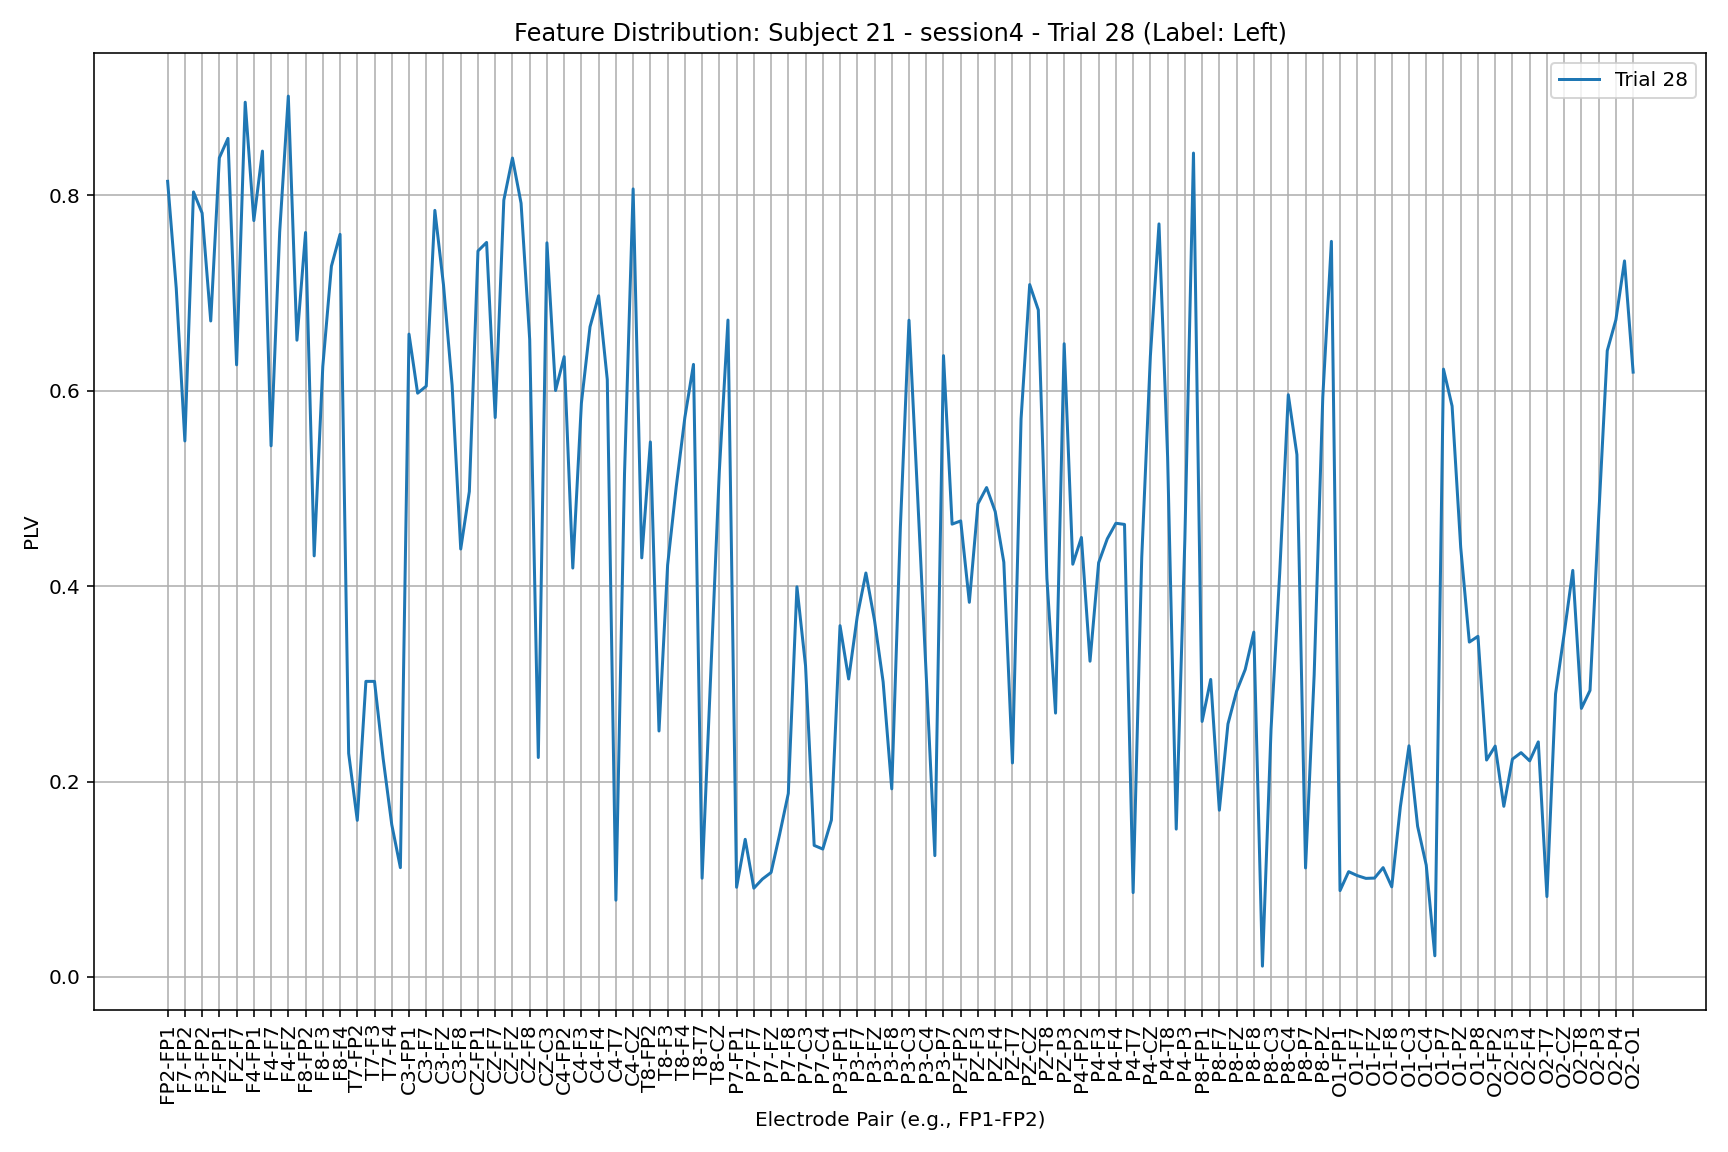 Feature Distribution: Subject 21 - session4 - Trial 28 (Label: Left)
Trial 28
PLV
0.8
0.6
0.4
0.2
0.0
FP2-FP1
F7-FP2
F3-FP2
FZ-FP1
FZ-F7
F4-FP1
F4-F7
F4-FZ
F8-FP2
F8-F3
F8-F4
T7-FP2
T7-F3
T7-F4
C3-FP1
C3-F7
C3-FZ
C3-F8
CZ-FP1
CZ-F7
CZ-FZ
CZ-F8
CZ-C3
C4-FP2
C4-F3
C4-F4
C4-T7
C4-CZ
T8-FP2
T8-F3
T8-F4
T8-T7
T8-CZ
P7-FP1
P7-F7
P7-FZ
P7-F8
P7-C3
P7-C4
P3-FP1
P3-F7
P3-FZ
P3-F8
P3-C3
P3-C4
P3-P7
PZ-FP2
PZ-F3
PZ-F4
PZ-T7
PZ-CZ
PZ-T8
PZ-P3
P4-FP2
P4-F3
P4-F4
P4-T7
P4-CZ
P4-T8
P4-P3
P8-FP1
P8-F7
P8-FZ
P8-F8
P8-C3
P8-C4
P8-P7
P8-PZ
O1-FP1
O1-F7
O1-FZ
O1-F8
O1-C3
O1-C4
O1-P7
O1-PZ
O1-P8
O2-FP2
O2-F3
O2-F4
O2-T7
O2-CZ
O2-T8
O2-P3
O2-P4
O2-O1
Electrode Pair (e.g., FP1-FP2)